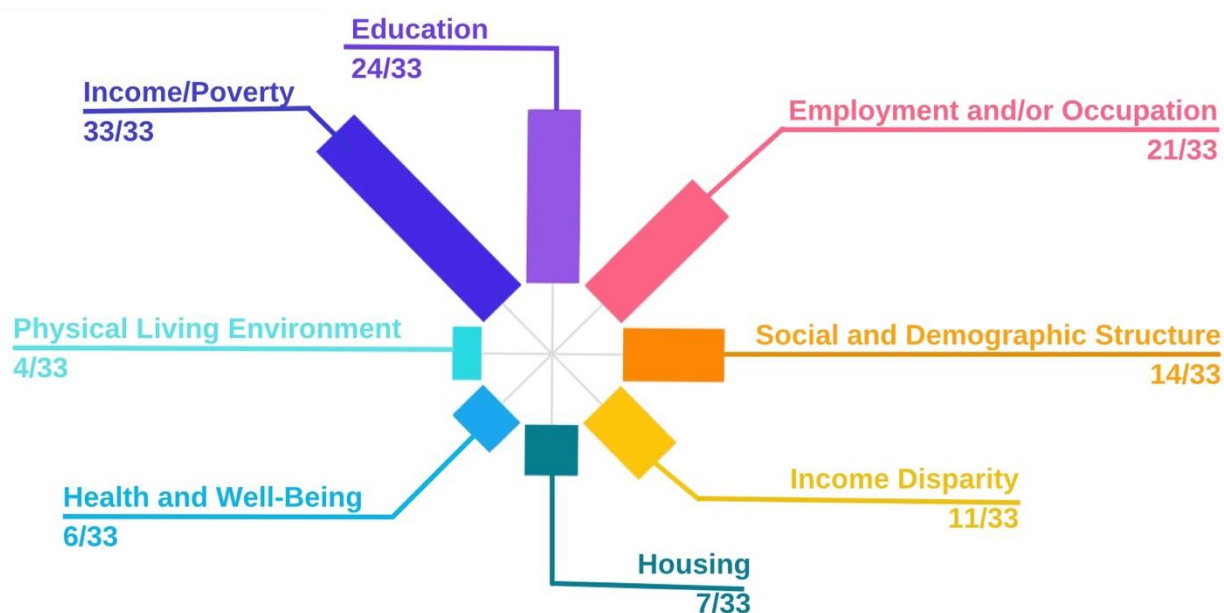 Education
24/33
Income/Poverty
33/33
Employment and/or Occupation
21/33
Physical Living Environment
4/33
Social and Demographic Structure
14/33
Health and Well-Being
6/33
Income Disparity
11/33
Housing
7/33